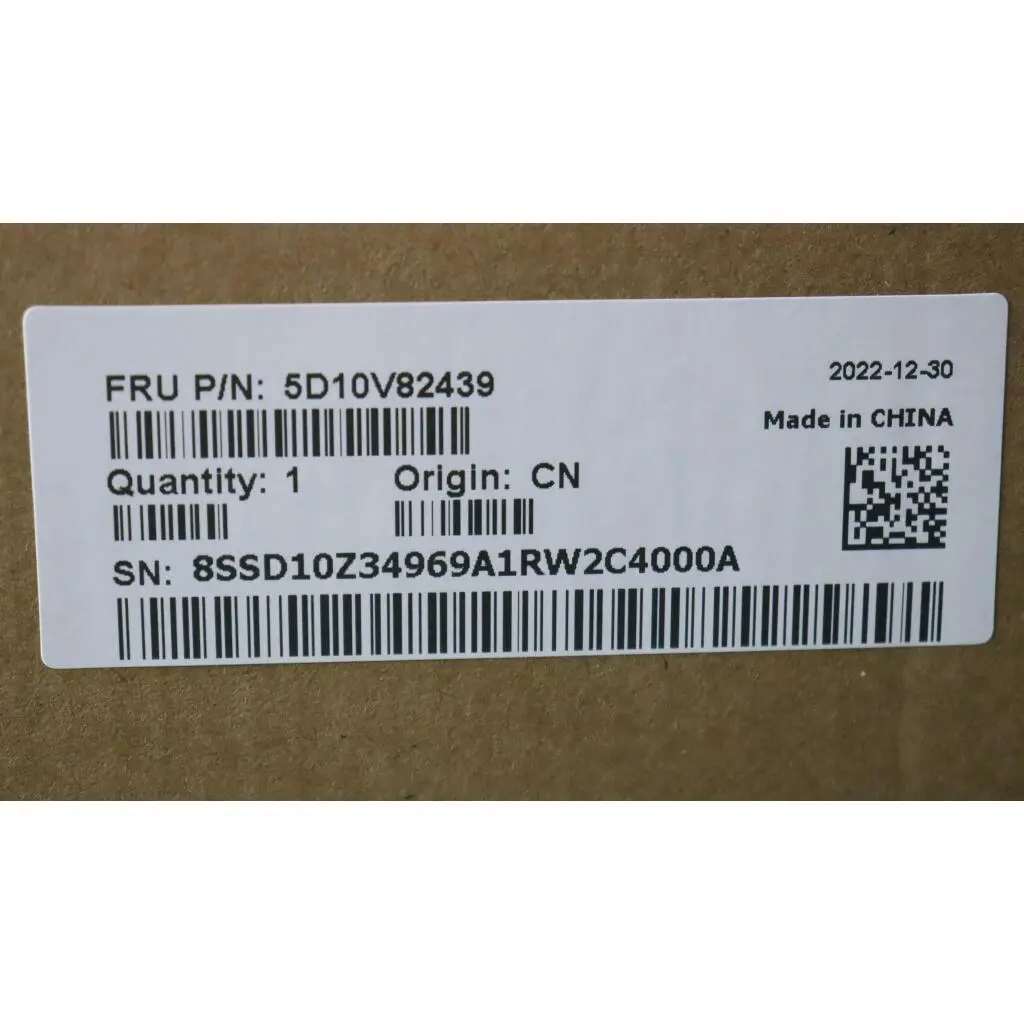 FRU P/N: 5D10V82439
2022-12-30
Made in CHINA
Quantity: 1
Origin: CN
SN: 8SSD10Z34969A1RW2C4000A